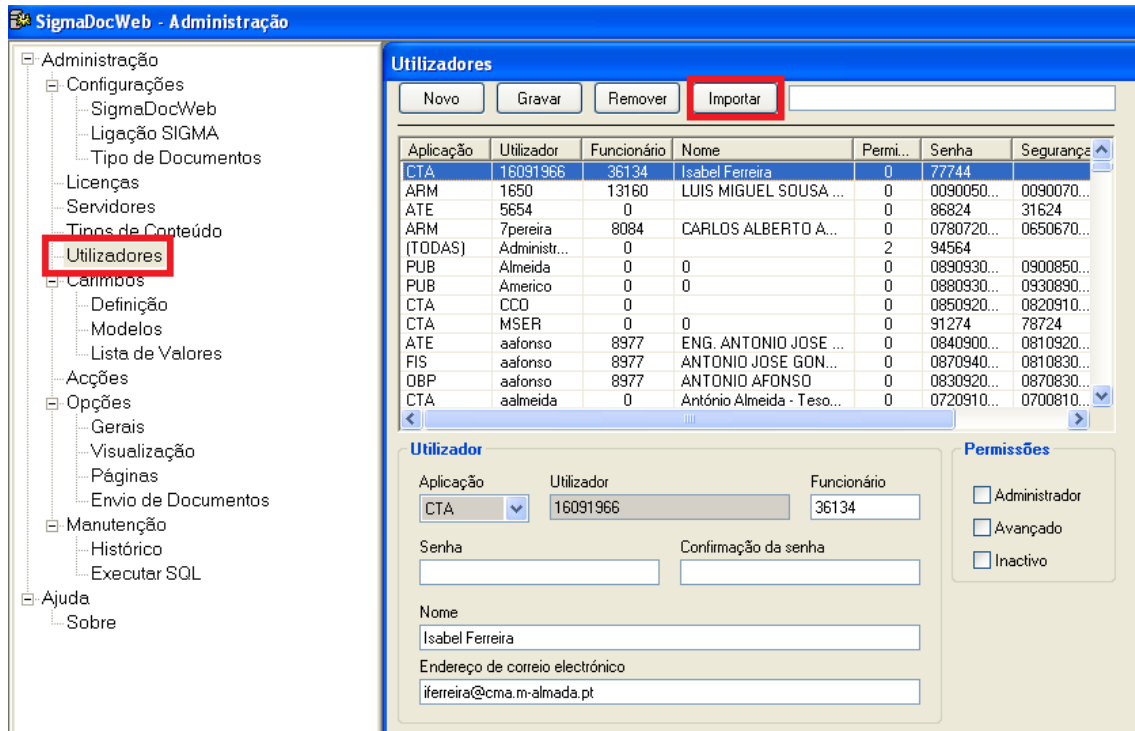 SigmaDocWeb - Administração
Administração
Configurações
SigmaDocWeb
Ligação SIGMA
Tipo de Documentos
Licenças
Servidores
Tipos de Conteúdo
Utilizadores
Carimbos
Definição
Modelos
Lista de Valores
Acções
Opções
Gerais
Visualização
Páginas
Envio de Documentos
Manutenção
Histórico
Executar SQL
Ajuda
Sobre
Utilizadores
Novo Gravar Remover Importar
Aplicação Utilizador Funcionário Nome Permi... Senha Segurança
CTA 16091966 36134 Isabel Ferreira 0 77744
ARM 1650 13160 LUIS MIGUEL SOUSA ... 0 0090050... 0090070...
ATE 5654 0 0 86824 31624
ARM 7pereira 8084 CARLOS ALBERTO A... 0 0780720... 0650670...
(TODAS) Administr... 0 2 94564
PUB Almeida 0 0 0 0890930... 0900850...
PUB Americo 0 0 0 0880930... 0930890...
CTA CCO 0 0 0850920... 0820910...
CTA MSER 0 0 0 91274 78724
ATE aafonso 8977 ENG. ANTONIO JOSE ... 0 0840900... 0810920...
FIS aafonso 8977 ANTONIO JOSE GON... 0 0870940... 0810830...
OBP aafonso 8977 ANTONIO AFONSO 0 0830920... 0870830...
CTA aalmeida 0 António Almeida - Teso... 0 0720910... 0700810...
Utilizador
Aplicação Utilizador Funcionário
CTA 16091966 36134
Senha Confirmação da senha
Nome
Isabel Ferreira
Endereço de correio electrónico
iferreira@cma.m-almada.pt
Permissões
Administrador
Avançado
Inactivo